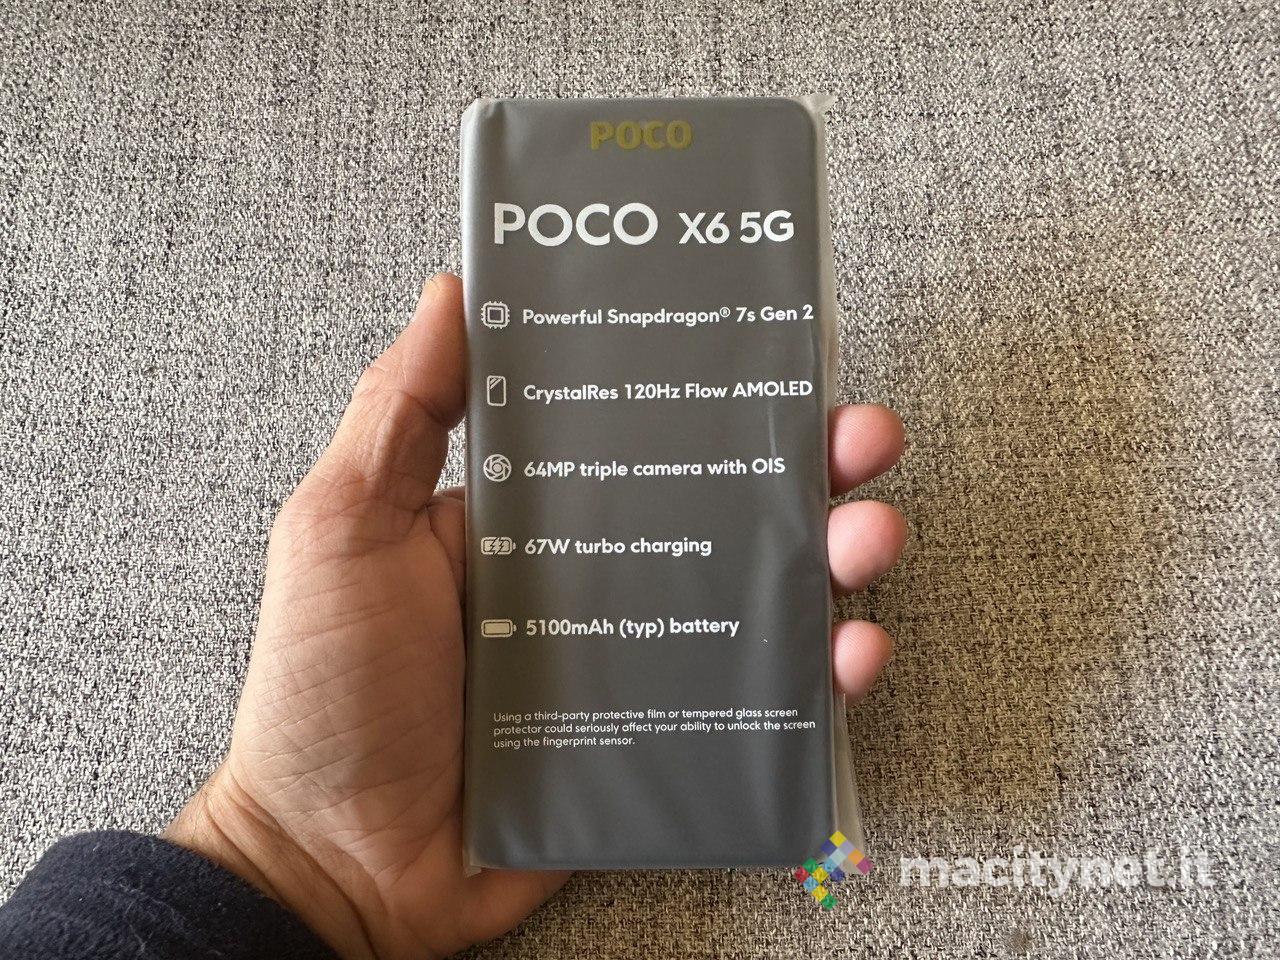 POCO
POCO X6 5G
Powerful Snapdragon® 7s Gen 2
CrystalRes 120Hz Flow AMOLED
64MP triple camera with OIS
67W turbo charging
5100mAh (typ) battery
Using a third-party protective film or tempered glass screen
protector could seriously affect your ability to unlock the screen
using the fingerprint sensor.
macitynet.it